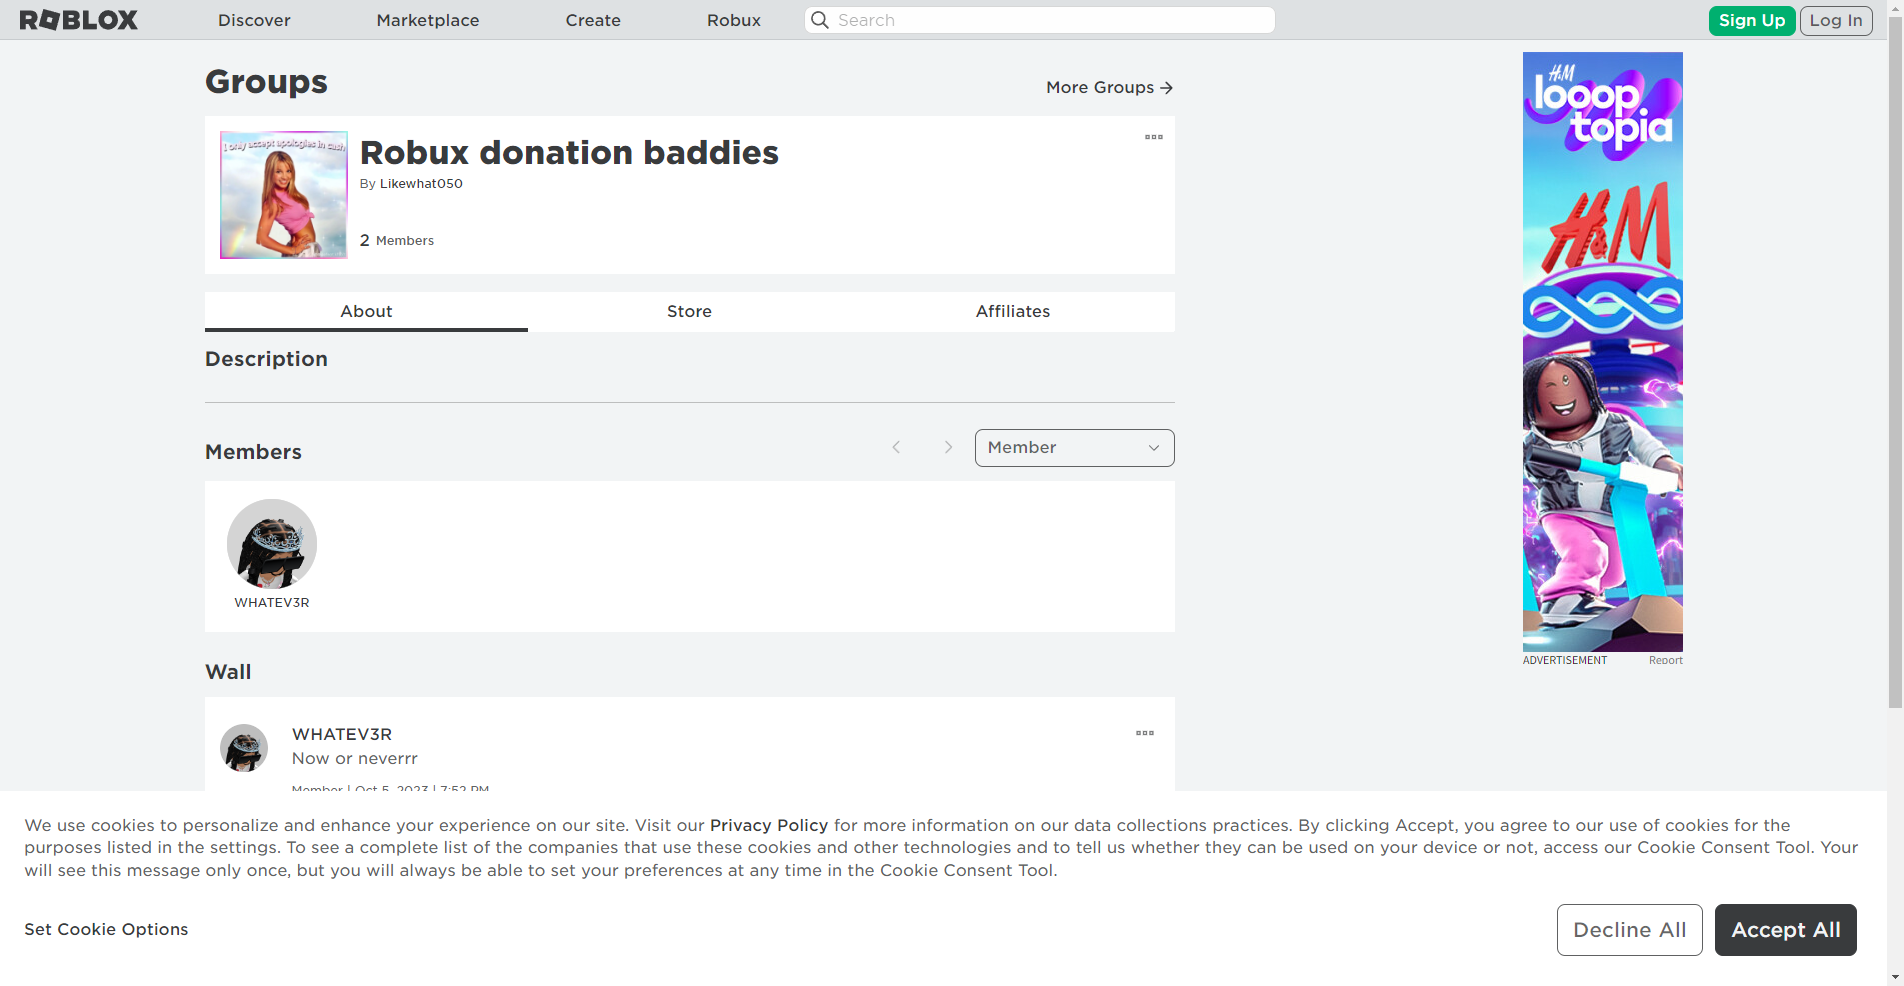 ROBLOX
Discover
Marketplace
Create
Robux
Search
Sign Up
Log In
Groups
More Groups →
I only accept apologies in cash
Robux donation baddies
By Likewhat050
2 Members
About
Store
Affiliates
Description
Members
Member
WHATEV3R
Wall
WHATEV3R
Now or neverrr
Member | Oct 5, 2023 | 7:52 PM
H&M
looop
topia
H&M
ADVERTISEMENT
Report
We use cookies to personalize and enhance your experience on our site. Visit our Privacy Policy for more information on our data collections practices. By clicking Accept, you agree to our use of cookies for the
purposes listed in the settings. To see a complete list of the companies that use these cookies and other technologies and to tell us whether they can be used on your device or not, access our Cookie Consent Tool. Your
will see this message only once, but you will always be able to set your preferences at any time in the Cookie Consent Tool.
Set Cookie Options
Decline All
Accept All